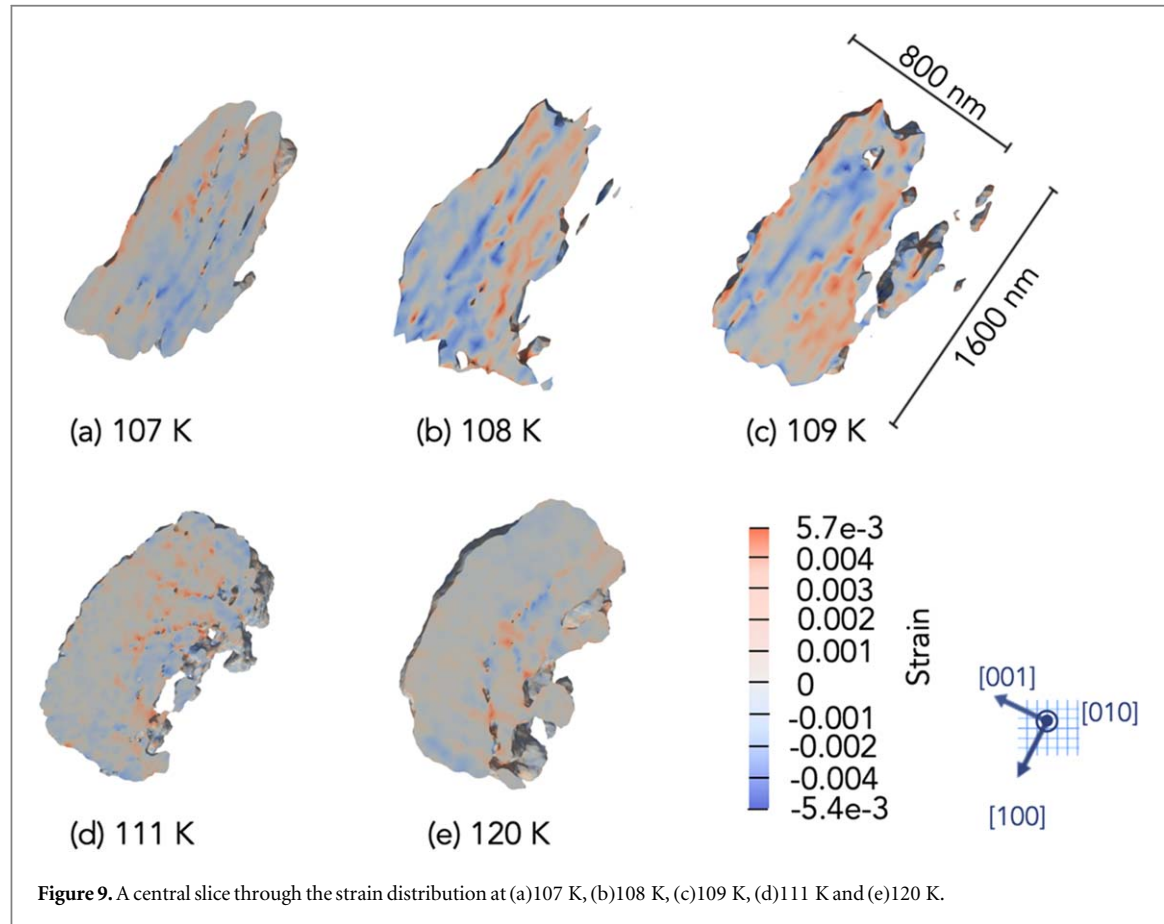 800 nm
1600 nm
(a) 107 K
(b) 108 K
(c) 109 K
5.7e-3
0.004
0.003
0.002
0.001
0
-0.001
-0.002
-0.004
-5.4e-3
Strain
[001]
[010]
[100]
(d) 111 K
(e) 120 K
Figure 9. A central slice through the strain distribution at (a)107 K, (b)108 K, (c)109 K, (d)111 K and (e)120 K.